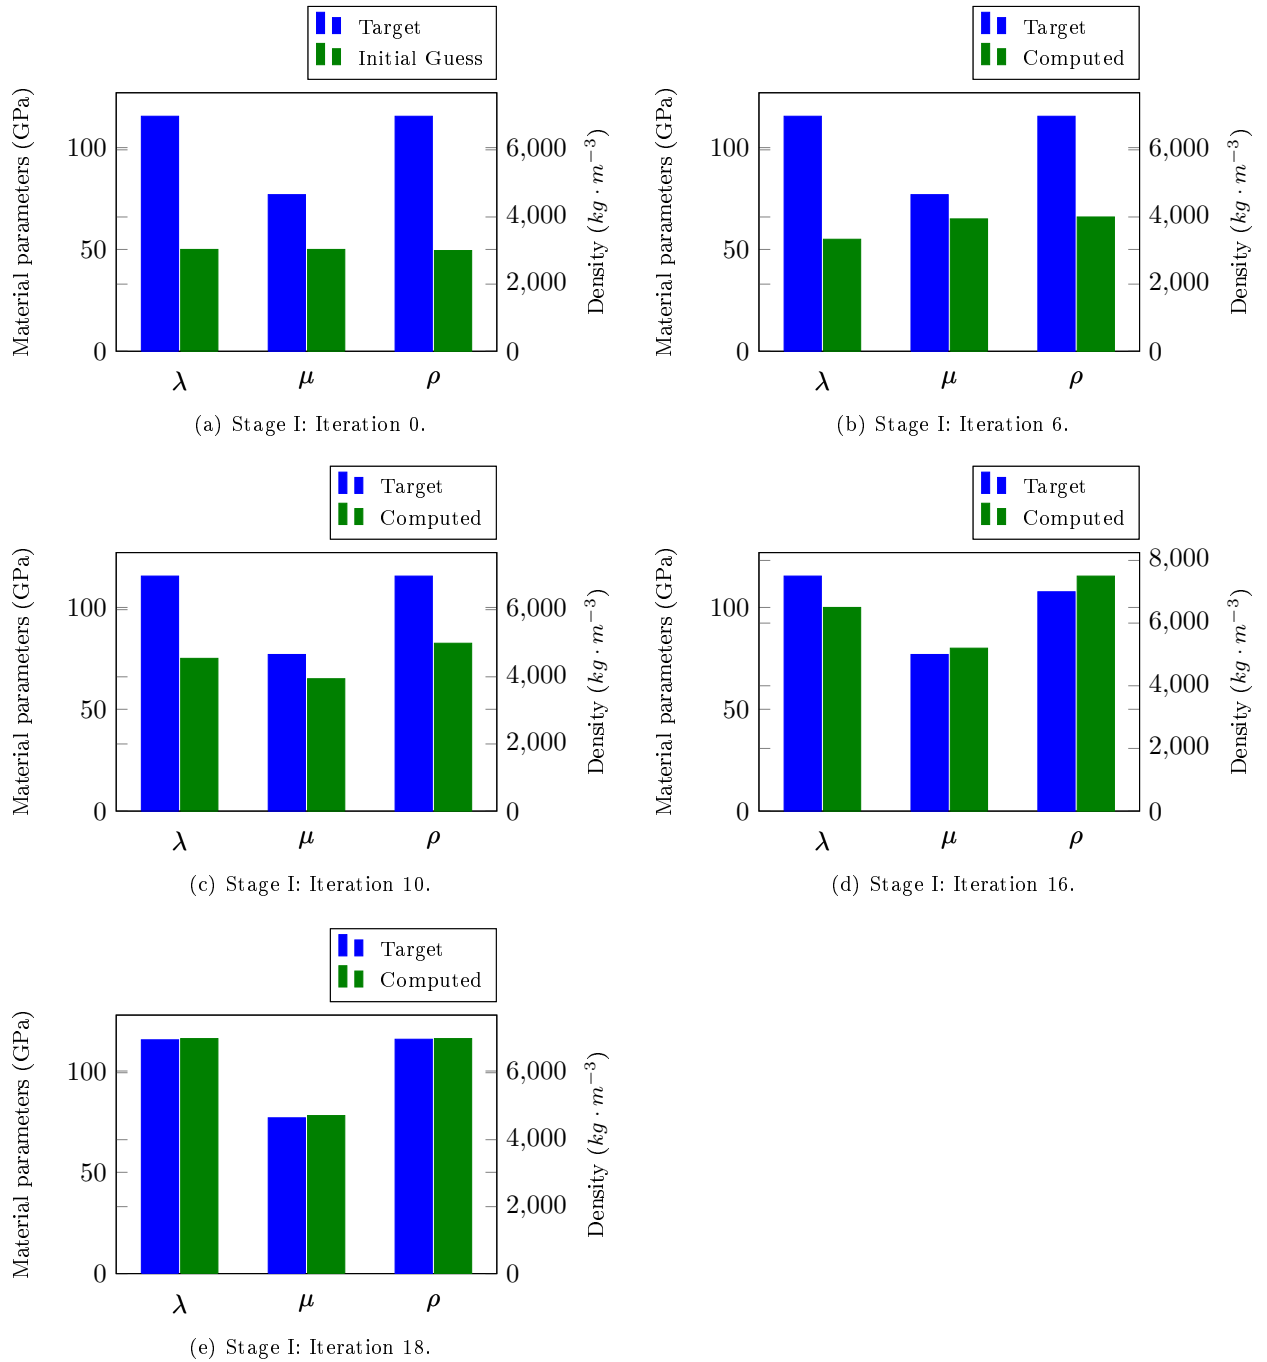 Target
Initial Guess
Material parameters (GPa)
100
50
0
6,000
4,000
2,000
0
Density (kg · m⁻³)
λ
μ
ρ
(a) Stage I: Iteration 0.
Target
Computed
Material parameters (GPa)
100
50
0
6,000
4,000
2,000
0
Density (kg · m⁻³)
λ
μ
ρ
(b) Stage I: Iteration 6.
Target
Computed
Material parameters (GPa)
100
50
0
6,000
4,000
2,000
0
Density (kg · m⁻³)
λ
μ
ρ
(c) Stage I: Iteration 10.
Target
Computed
Material parameters (GPa)
100
50
0
8,000
6,000
4,000
2,000
0
Density (kg · m⁻³)
λ
μ
ρ
(d) Stage I: Iteration 16.
Target
Computed
Material parameters (GPa)
100
50
0
6,000
4,000
2,000
0
Density (kg · m⁻³)
λ
μ
ρ
(e) Stage I: Iteration 18.